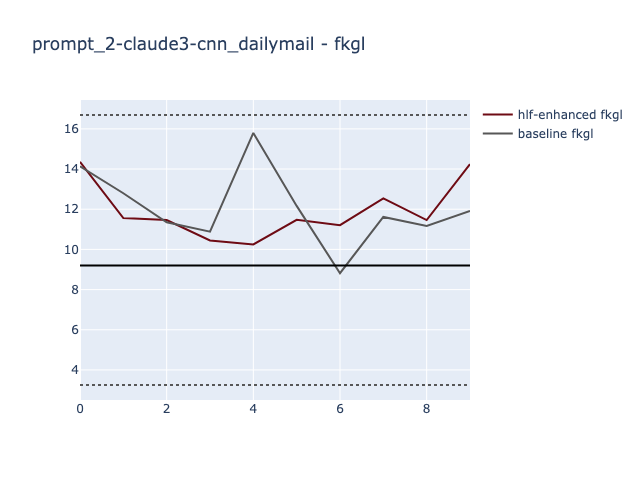 prompt_2-claude3-cnn_dailymail - fkgl
hlf-enhanced fkgl
baseline fkgl
16
14
12
10
8
6
4
0 2 4 6 8